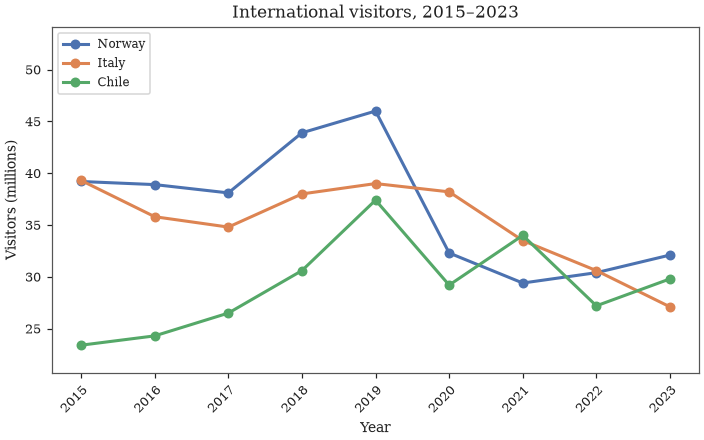 International visitors, 2015–2023
Norway
Italy
Chile
Visitors (millions)
50
45
40
35
30
25
2015
2016
2017
2018
2019
2020
2021
2022
2023
Year